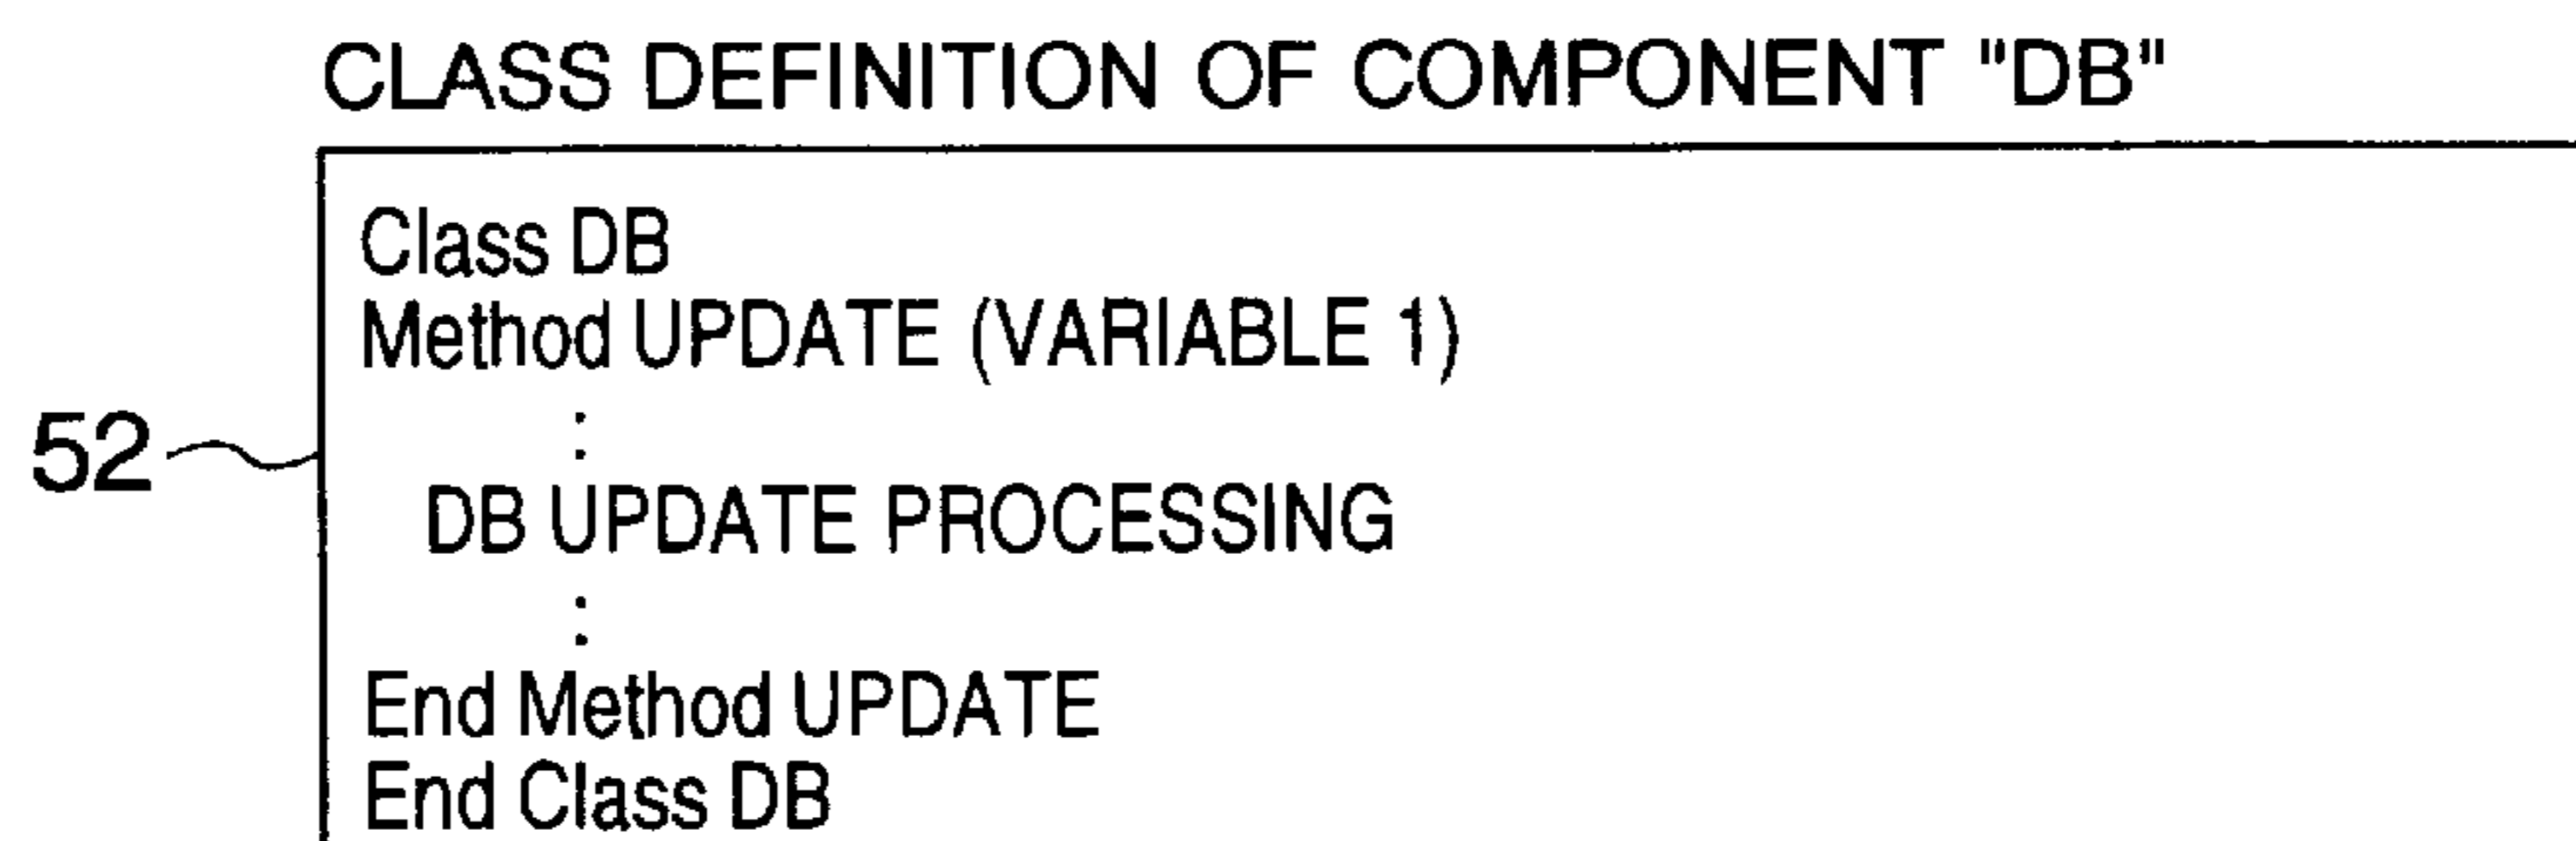 CLASS DEFINITION OF COMPONENT "DB"
Class DB
Method UPDATE (VARIABLE 1)
:
52
DB UPDATE PROCESSING
:
End Method UPDATE
End Class DB